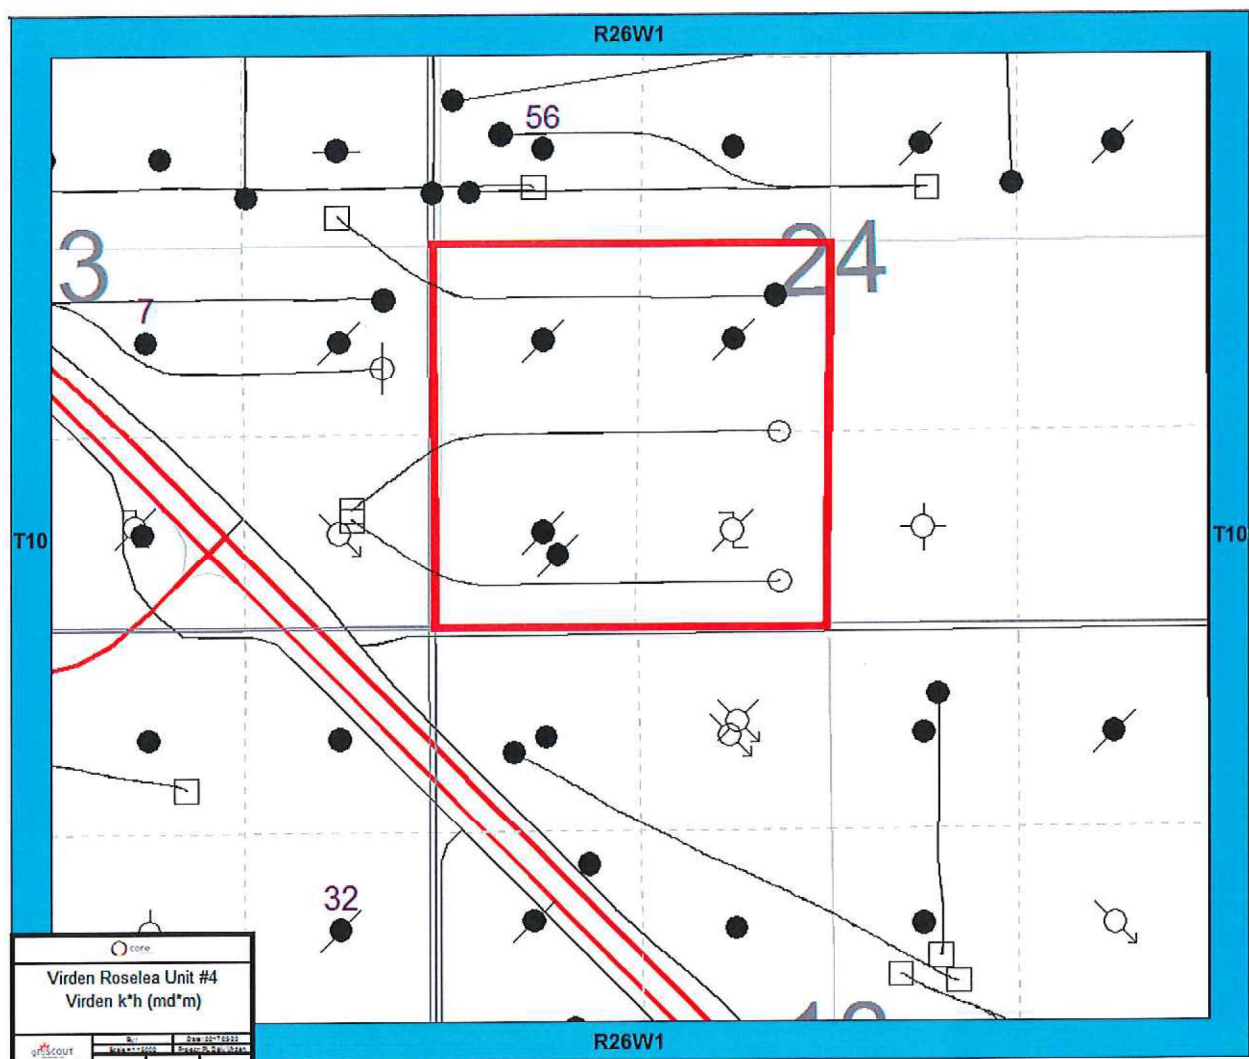 R26W1
56
3
24
7
T10
T10
32
core
Virden Roselea Unit #4
Virden k*h (md*m)
R26W1